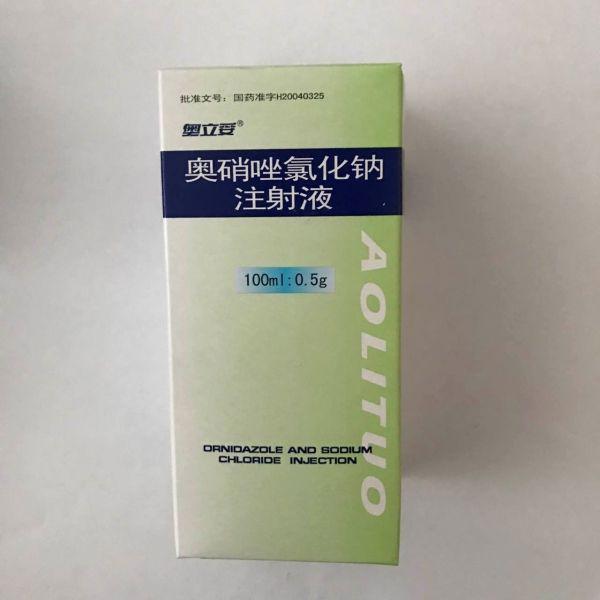 批准文号：国药准字H20040325
奥立妥®
奥硝唑氯化钠
注射液
100ml:0.5g
AOLITUO
ORNIDAZOLE AND SODIUM
CHLORIDE INJECTION